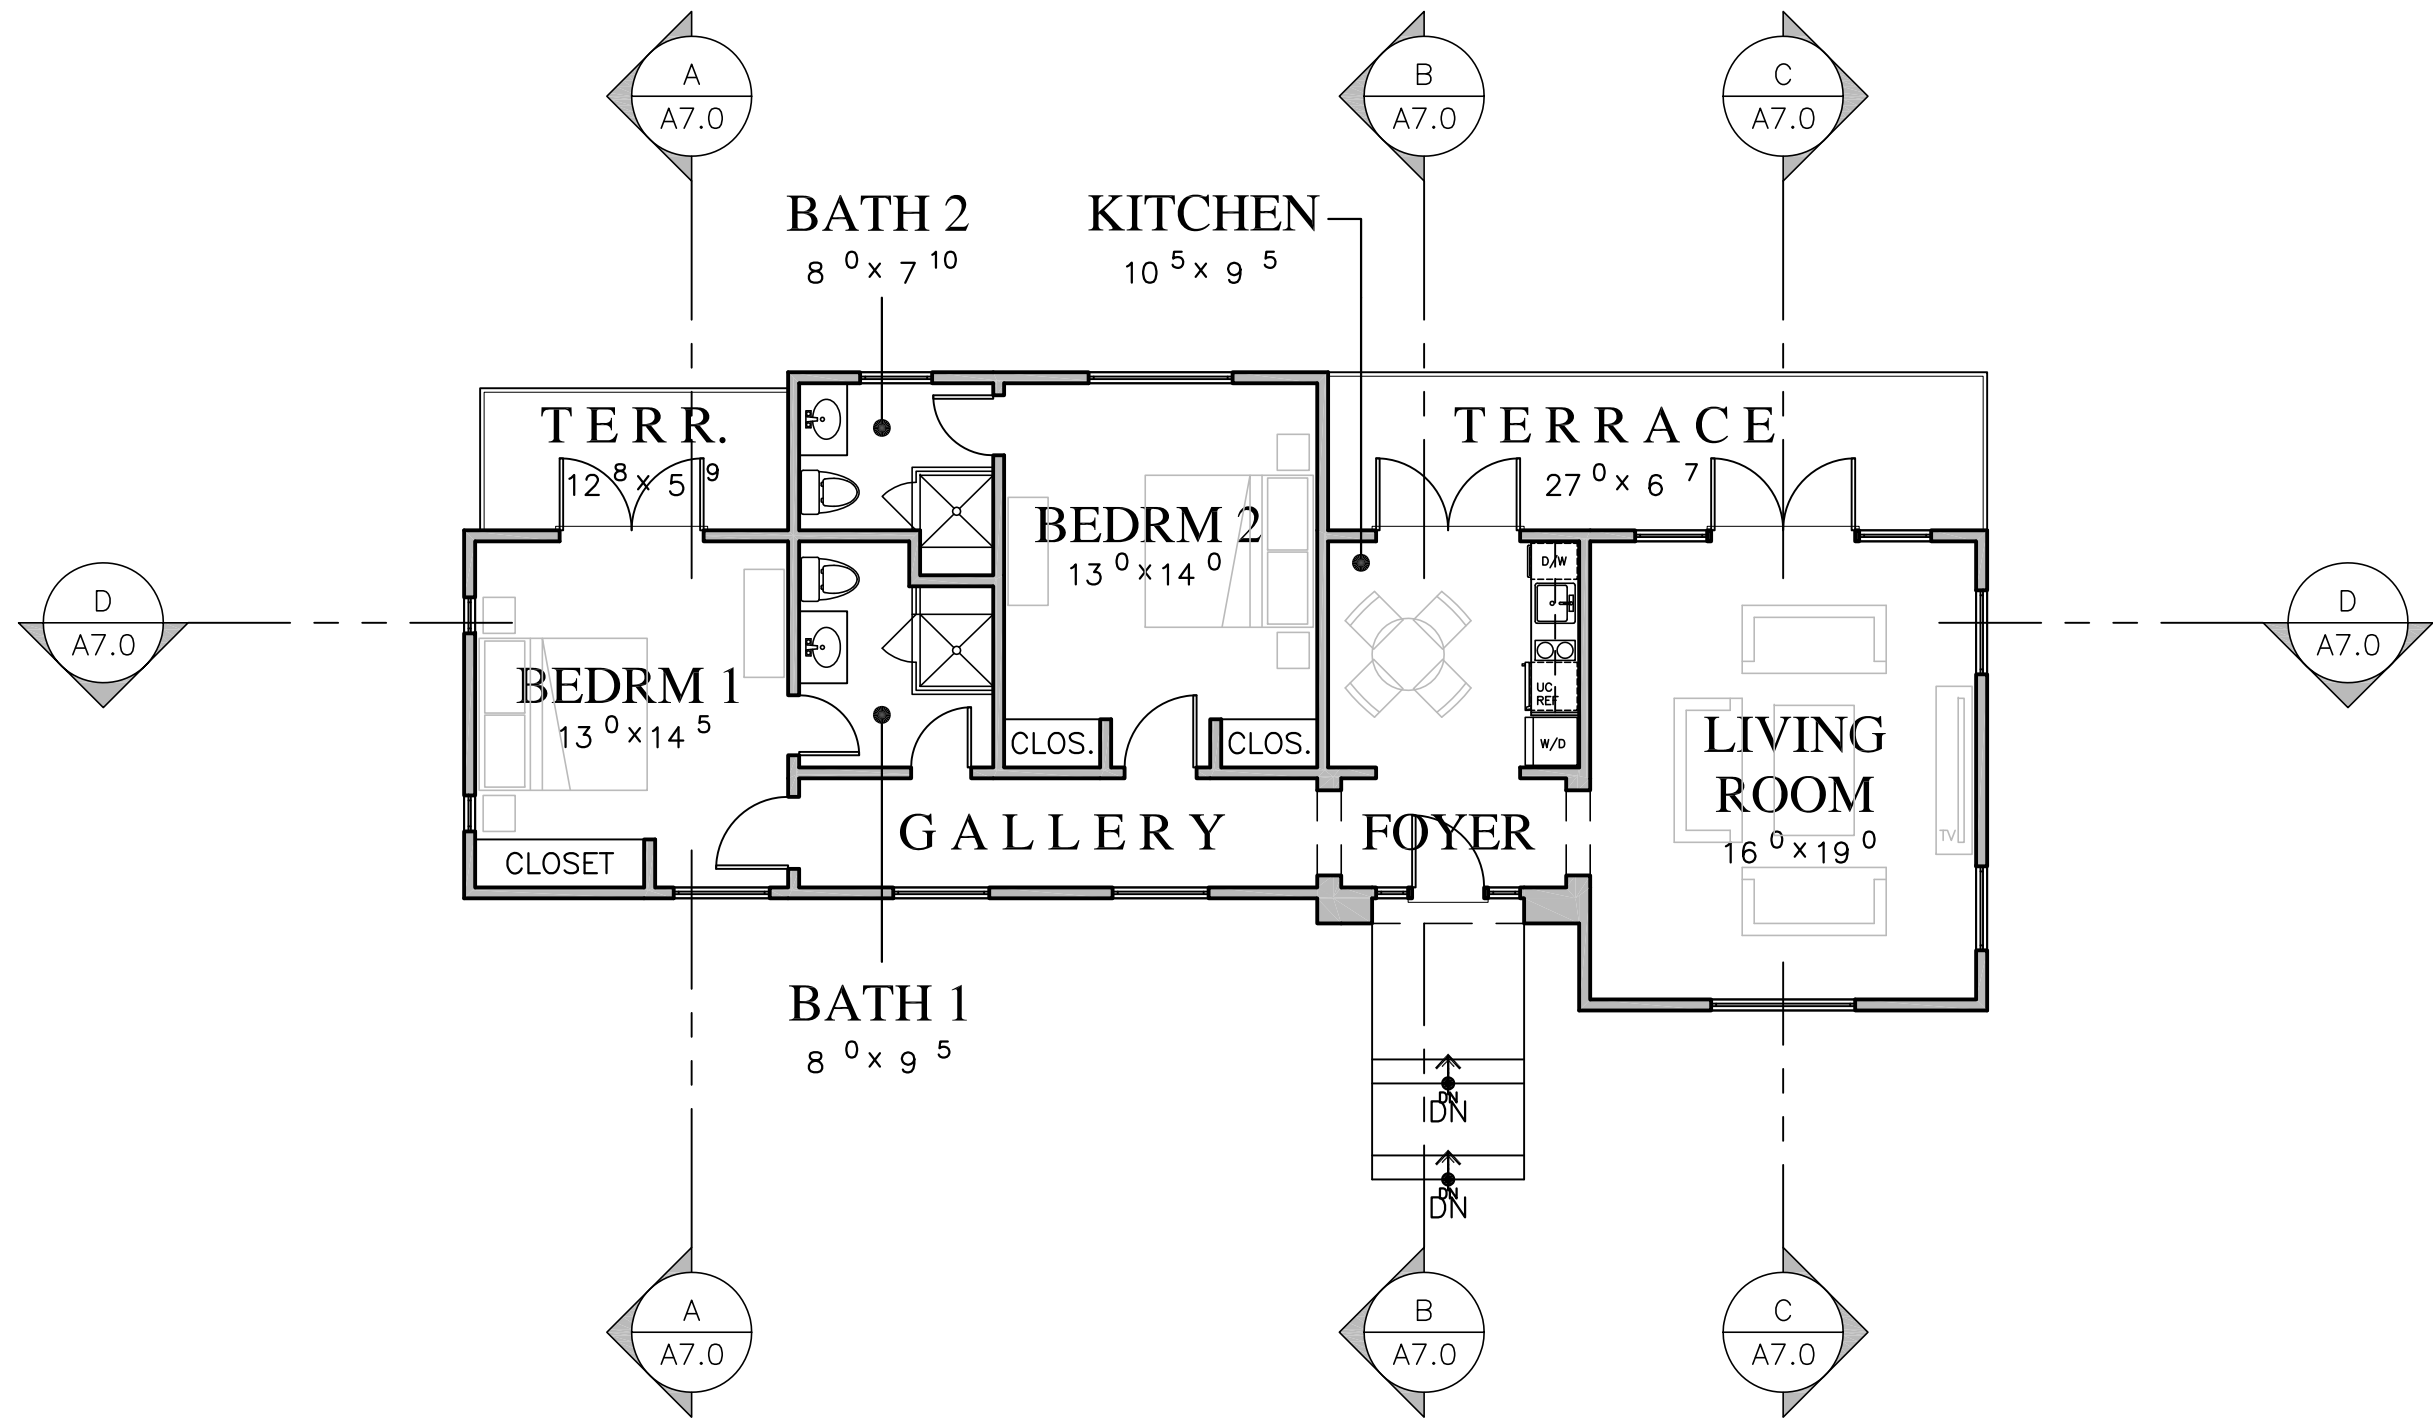 A
A7.0
B
A7.0
C
A7.0
BATH 2
8 0 x 7 10
KITCHEN
10 5 x 9 5
TERR.
12 8 x 5 9
TERRACE
27 0 x 6 7
BEDRM 2
13 0 x 14 0
D/W
D
A7.0
D
A7.0
BEDRM 1
13 0 x 14 5
UC
REF
CLOS.
CLOS.
W/D
LIVING
ROOM
16 0 x 19 0
TV
GALLERY
FOYER
CLOSET
BATH 1
8 0 x 9 5
DN
DN
DN
DN
A
A7.0
B
A7.0
C
A7.0